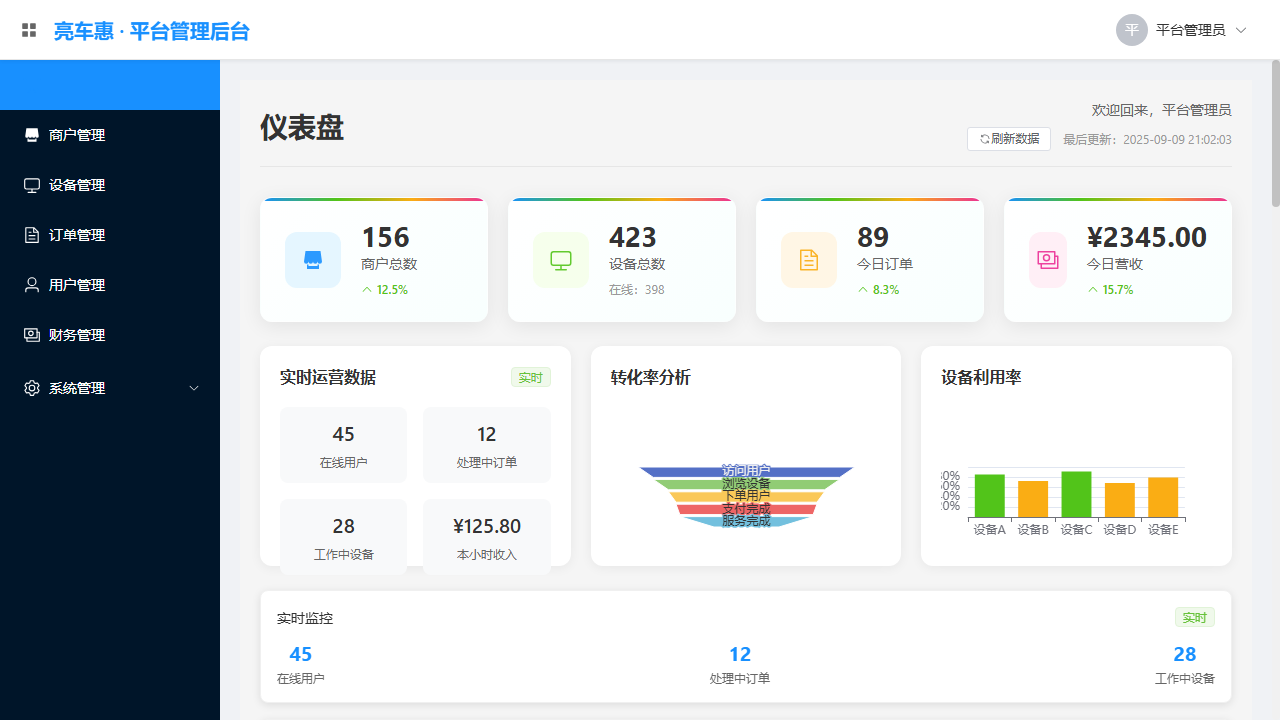 亮车惠 · 平台管理后台
平 平台管理员
商户管理
设备管理
订单管理
用户管理
财务管理
系统管理
仪表盘
欢迎回来，平台管理员
刷新数据 最后更新：2025-09-09 21:02:03
156
商户总数
12.5%
423
设备总数
在线：398
89
今日订单
8.3%
¥2345.00
今日营收
15.7%
实时运营数据 实时
45
在线用户
12
处理中订单
28
工作中设备
¥125.80
本小时收入
转化率分析
访问用户
浏览设备
下单用户
支付完成
服务完成
设备利用率
80%
60%
40%
20%
设备A 设备B 设备C 设备D 设备E
实时监控 实时
45
在线用户
12
处理中订单
28
工作中设备